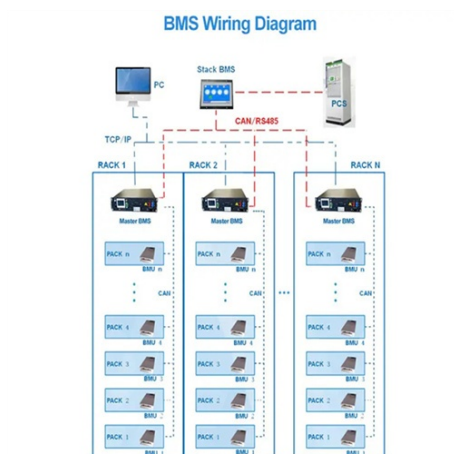 BMS Wiring Diagram
Stack BMS
PC
PCS
CAN/RS485
TCP/IP
RACK 1 RACK 2 RACK N
Master BMS Master BMS Master BMS
PACK n PACK n PACK n
BMU n BMU n BMU n
CAN CAN CAN
PACK 4 PACK 4 PACK 4
BMU 4 BMU 4 BMU 4
PACK 3 PACK 3 PACK 3
BMU 3 BMU 3 BMU 3
PACK 2 PACK 2 PACK 2
BMU 2 BMU 2 BMU 2
PACK 1 PACK 1 PACK 1